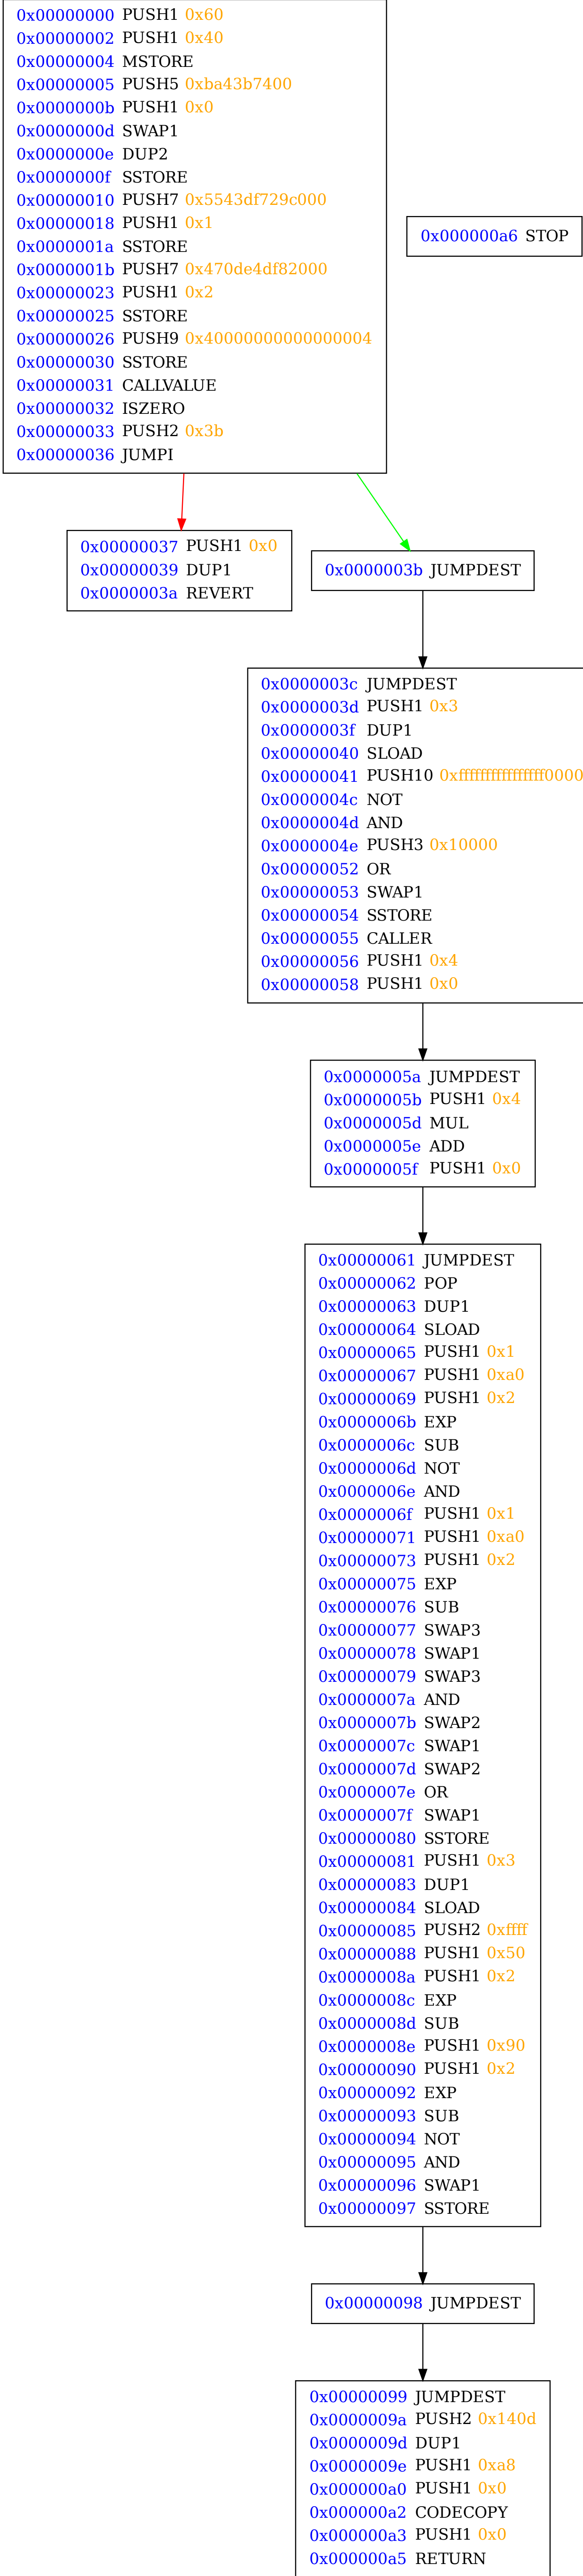 0x00000000 PUSH1 0x60
0x00000002 PUSH1 0x40
0x00000004 MSTORE
0x00000005 PUSH5 0xba43b7400
0x0000000b PUSH1 0x0
0x0000000d SWAP1
0x0000000e DUP2
0x0000000f SSTORE
0x00000010 PUSH7 0x5543df729c000
0x00000018 PUSH1 0x1
0x0000001a SSTORE
0x0000001b PUSH7 0x470de4df82000
0x00000023 PUSH1 0x2
0x00000025 SSTORE
0x00000026 PUSH9 0x40000000000000004
0x00000030 SSTORE
0x00000031 CALLVALUE
0x00000032 ISZERO
0x00000033 PUSH2 0x3b
0x00000036 JUMPI
0x000000a6 STOP
0x00000037 PUSH1 0x0
0x00000039 DUP1
0x0000003a REVERT
0x0000003b JUMPDEST
0x0000003c JUMPDEST
0x0000003d PUSH1 0x3
0x0000003f DUP1
0x00000040 SLOAD
0x00000041 PUSH10 0xffffffffffffffff0000
0x0000004c NOT
0x0000004d AND
0x0000004e PUSH3 0x10000
0x00000052 OR
0x00000053 SWAP1
0x00000054 SSTORE
0x00000055 CALLER
0x00000056 PUSH1 0x4
0x00000058 PUSH1 0x0
0x0000005a JUMPDEST
0x0000005b PUSH1 0x4
0x0000005d MUL
0x0000005e ADD
0x0000005f PUSH1 0x0
0x00000061 JUMPDEST
0x00000062 POP
0x00000063 DUP1
0x00000064 SLOAD
0x00000065 PUSH1 0x1
0x00000067 PUSH1 0xa0
0x00000069 PUSH1 0x2
0x0000006b EXP
0x0000006c SUB
0x0000006d NOT
0x0000006e AND
0x0000006f PUSH1 0x1
0x00000071 PUSH1 0xa0
0x00000073 PUSH1 0x2
0x00000075 EXP
0x00000076 SUB
0x00000077 SWAP3
0x00000078 SWAP1
0x00000079 SWAP3
0x0000007a AND
0x0000007b SWAP2
0x0000007c SWAP1
0x0000007d SWAP2
0x0000007e OR
0x0000007f SWAP1
0x00000080 SSTORE
0x00000081 PUSH1 0x3
0x00000083 DUP1
0x00000084 SLOAD
0x00000085 PUSH2 0xffff
0x00000088 PUSH1 0x50
0x0000008a PUSH1 0x2
0x0000008c EXP
0x0000008d SUB
0x0000008e PUSH1 0x90
0x00000090 PUSH1 0x2
0x00000092 EXP
0x00000093 SUB
0x00000094 NOT
0x00000095 AND
0x00000096 SWAP1
0x00000097 SSTORE
0x00000098 JUMPDEST
0x00000099 JUMPDEST
0x0000009a PUSH2 0x140d
0x0000009d DUP1
0x0000009e PUSH1 0xa8
0x000000a0 PUSH1 0x0
0x000000a2 CODECOPY
0x000000a3 PUSH1 0x0
0x000000a5 RETURN